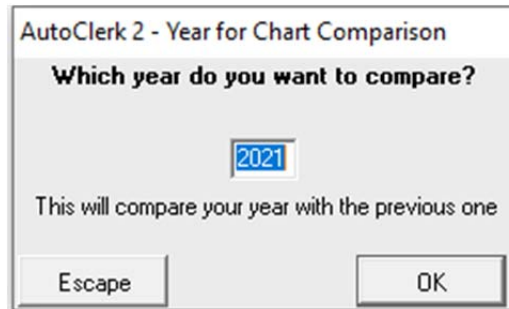 AutoClerk 2 - Year for Chart Comparison
Which year do you want to compare?
2021
This will compare your year with the previous one
Escape
OK